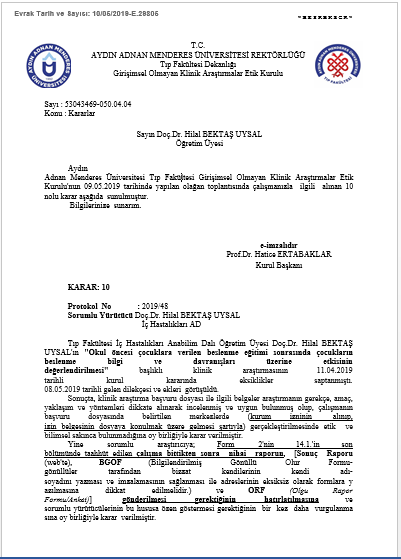 Evrak Tarih ve Sayısı: 10/05/2019-E.29805
T.C.
AYDIN ADNAN MENDERES ÜNİVERSİTESİ REKTÖRLÜĞÜ
Tıp Fakültesi Dekanlığı
Girişimsel Olmayan Klinik Araştırmalar Etik Kurulu
Sayı : 53043469-050.04.04
Konu : Kararlar
Sayın Doç.Dr. Hilal BEKTAŞ UYSAL
Öğretim Üyesi
Aydın
Adnan Menderes Üniversitesi Tıp Fakültesi Girişimsel Olmayan Klinik Araştırmalar Etik
Kurulu'nun 09.05.2019 tarihinde yapılan olağan toplantısında çalışmanızla ilgili alınan 10
nolu karar aşağıda sunulmuştur.
Bilgilerinize sunarım.
e-imzalıdır
Prof.Dr. Hatice ERTABAKLAR
Kurul Başkanı
KARAR: 10
Protokol No : 2019/48
Sorumlu Yürütücü Doç.Dr. Hilal BEKTAŞ UYSAL
İç Hastalıkları AD
Tıp Fakültesi İç Hastalıkları Anabilim Dalı Öğretim Üyesi Doç.Dr. Hilal BEKTAŞ
UYSAL'ın "Okul öncesi çocuklara verilen beslenme eğitimi sonrasında çocukların
beslenme bilgi ve davranışları üzerine etkisinin
değerlendirilmesi" başlıklı klinik araştırmasının 11.04.2019
tarihli kurul kararında eksiklikler saptanmıştı.
08.05.2019 tarihli gelen dilekçesi ve ekleri görüşüldü.
Sonuçta, klinik araştırma başvuru dosyası ile ilgili belgeler araştırmanın gerekçe, amaç,
yaklaşım ve yöntemleri dikkate alınarak incelenmiş ve uygun bulunmuş olup, çalışmanın
başvuru dosyasında belirtilen merkezlerde (kurum izninin alınıp,
izin belgesinin dosyaya konulmak üzere gelmesi şartıyla) gerçekleştirilmesinde etik ve
bilimsel sakınca bulunmadığına oy birliğiyle karar verilmiştir.
Yine sorumlu araştırıcıya; Form 2'nin 14.1.'in son
bölümünde taahhüt edilen çalışma bittikten sonra nihai raporun, [Sonuç Raporu
(web'te), BGOF (Bilgilendirilmiş Gönüllü Olur Formu-
gönüllüler tarafından bizzat kendilerinin kendi adı-
soyadını yazması ve imzalamasının sağlanması ile adreslerinin eksiksiz olarak formlara y
azılmasına dikkat edilmelidir.) ve ORF (Olgu Rapor
Formu/Anket)] gönderilmesi gerektiğinin hatırlatılmasına ve
sorumlu yürütücülerinin bu hususa özen göstermesi gerektiğinin bir kez daha vurgulanma
sına oy birliğiyle karar verilmiştir.